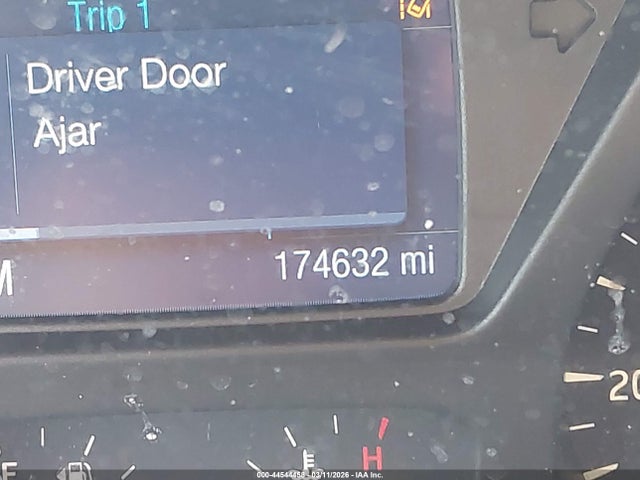 Trip 1
Driver Door
Ajar
174632 mi
M
20
F
H
000-44544458 - 03/11/2026 - IAA Inc.